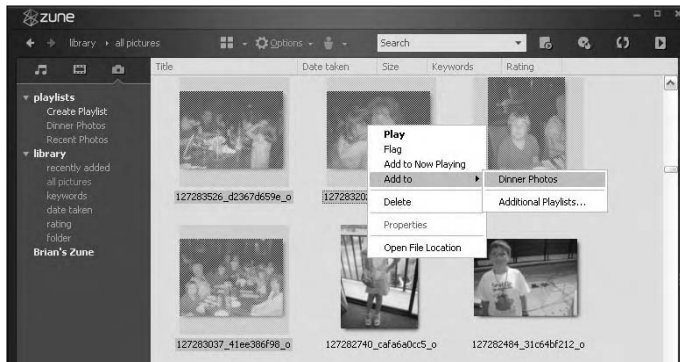 zune
library ▸ all pictures
Options
Search
Title Date taken Size Keywords Rating
playlists
Create Playlist
Dinner Photos
Recent Photos
library
recently added
all pictures
keywords
date taken
rating
folder
Brian's Zune
127283526_d2367d659e_o
Play
Flag
Add to Now Playing
Add to
Delete
Properties
Open File Location
Dinner Photos
Additional Playlists...
127283037_41ee386f98_o
127282740_cafa6a0cc5_o
127282484_31c64bf212_o